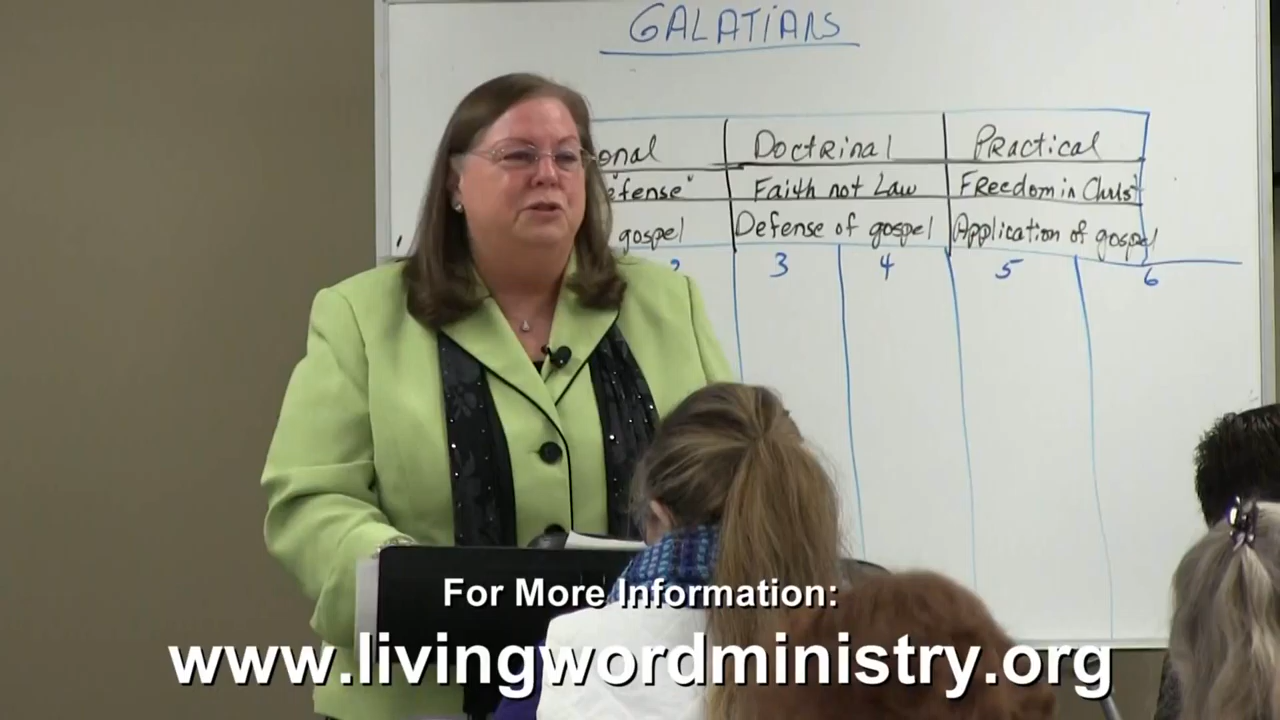 GALATIANS
onal Doctrinal Practical
efense" Faith not Law Freedom in Christ
gospel Defense of gospel Application of gospel
2 3 4 5 6
For More Information:
www.livingwordministry.org